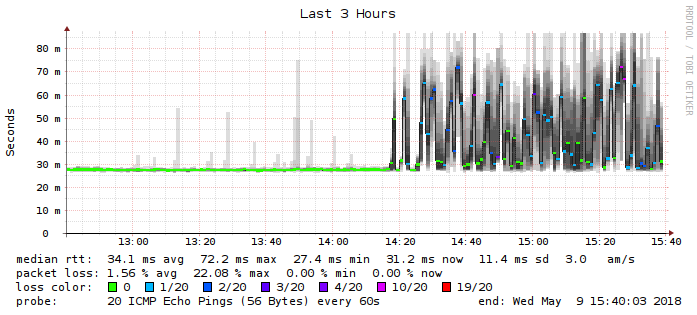 Last 3 Hours
RRDTOOL / TOBI OETIKER
Seconds
80 m
70 m
60 m
50 m
40 m
30 m
20 m
10 m
0
13:00 13:20 13:40 14:00 14:20 14:40 15:00 15:20 15:40
median rtt: 34.1 ms avg 72.2 ms max 27.4 ms min 31.2 ms now 11.4 ms sd 3.0 am/s
packet loss: 1.56 % avg 22.08 % max 0.00 % min 0.00 % now
loss color: 0 1/20 2/20 3/20 4/20 10/20 19/20
probe: 20 ICMP Echo Pings (56 Bytes) every 60s end: Wed May 9 15:40:03 2018